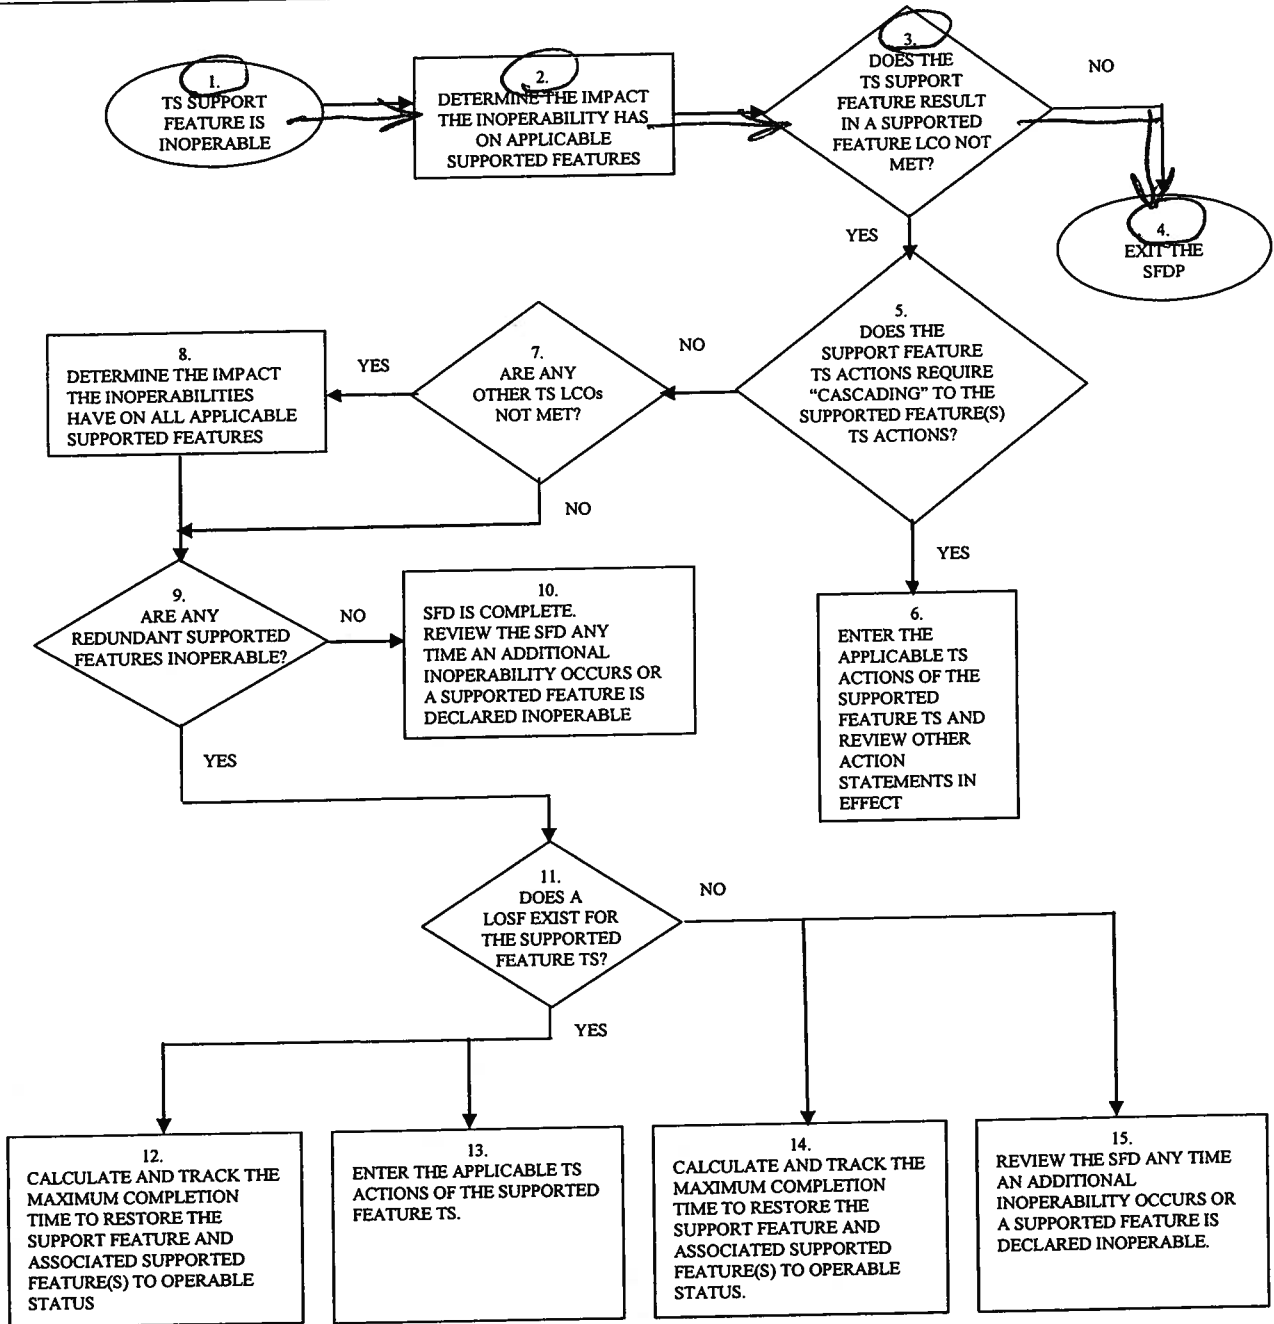 1.
TS SUPPORT
FEATURE IS
INOPERABLE
2.
DETERMINE THE IMPACT
THE INOPERABILITY HAS
ON APPLICABLE
SUPPORTED FEATURES
3.
DOES THE
TS SUPPORT
FEATURE RESULT
IN A SUPPORTED
FEATURE LCO NOT
MET?
NO
4.
EXIT THE
SFDP
YES
5.
DOES THE
SUPPORT FEATURE
TS ACTIONS REQUIRE
“CASCADING” TO THE
SUPPORTED FEATURE(S)
TS ACTIONS?
NO
7.
ARE ANY
OTHER TS LCOs
NOT MET?
YES
8.
DETERMINE THE IMPACT
THE INOPERABILITIES
HAVE ON ALL APPLICABLE
SUPPORTED FEATURES
NO
YES
6.
ENTER THE
APPLICABLE TS
ACTIONS OF THE
SUPPORTED
FEATURE TS AND
REVIEW OTHER
ACTION
STATEMENTS IN
EFFECT
9.
ARE ANY
REDUNDANT SUPPORTED
FEATURES INOPERABLE?
NO
10.
SFD IS COMPLETE.
REVIEW THE SFD ANY
TIME AN ADDITIONAL
INOPERABILITY OCCURS OR
A SUPPORTED FEATURE IS
DECLARED INOPERABLE
YES
11.
DOES A
LOSF EXIST FOR
THE SUPPORTED
FEATURE TS?
NO
YES
12.
CALCULATE AND TRACK THE
MAXIMUM COMPLETION
TIME TO RESTORE THE
SUPPORT FEATURE AND
ASSOCIATED SUPPORTED
FEATURE(S) TO OPERABLE
STATUS
13.
ENTER THE APPLICABLE TS
ACTIONS OF THE SUPPORTED
FEATURE TS.
14.
CALCULATE AND TRACK THE
MAXIMUM COMPLETION
TIME TO RESTORE THE
SUPPORT FEATURE AND
ASSOCIATED SUPPORTED
FEATURE(S) TO OPERABLE
STATUS.
15.
REVIEW THE SFD ANY TIME
AN ADDITIONAL
INOPERABILITY OCCURS OR
A SUPPORTED FEATURE IS
DECLARED INOPERABLE.